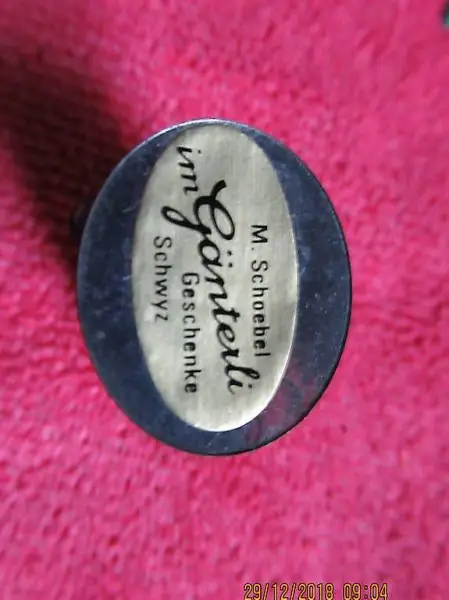 M. Schoebel
im Gänterli
Geschenke
Schwyz
29/12/2018 09:04